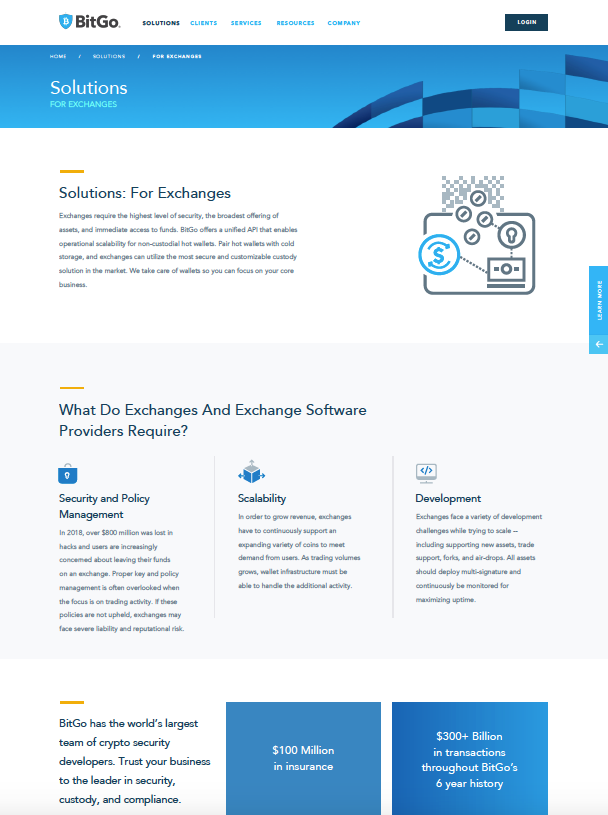 BitGo.
SOLUTIONS CLIENTS SERVICES RESOURCES COMPANY
LOGIN
HOME / SOLUTIONS / FOR EXCHANGES
Solutions
FOR EXCHANGES
Solutions: For Exchanges
Exchanges require the highest level of security, the broadest offering of
assets, and immediate access to funds. BitGo offers a unified API that enables
operational scalability for non-custodial hot wallets. Pair hot wallets with cold
storage, and exchanges can utilize the most secure and customizable custody
solution in the market. We take care of wallets so you can focus on your core
business.
LEARN MORE
What Do Exchanges And Exchange Software
Providers Require?
Security and Policy
Management
In 2018, over $800 million was lost in
hacks and users are increasingly
concerned about leaving their funds
on an exchange. Proper key and policy
management is often overlooked when
the focus is on trading activity. If these
policies are not upheld, exchanges may
face severe liability and reputational risk.
Scalability
In order to grow revenue, exchanges
have to continuously support an
expanding variety of coins to meet
demand from users. As trading volumes
grows, wallet infrastructure must be
able to handle the additional activity.
Development
Exchanges face a variety of development
challenges while trying to scale –
including supporting new assets, trade
support, forks, and air-drops. All assets
should deploy multi-signature and
continuously be monitored for
maximizing uptime.
BitGo has the world's largest
team of crypto security
developers. Trust your business
to the leader in security,
custody, and compliance.
$100 Million
in insurance
$300+ Billion
in transactions
throughout BitGo's
6 year history